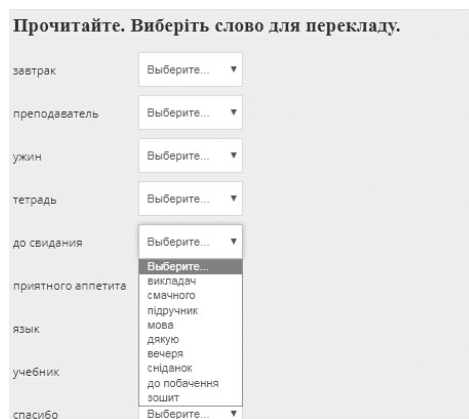 Прочитайте. Виберіть слово для перекладу.
завтрак Выберите...
преподаватель Выберите...
ужин Выберите...
тетрадь Выберите...
до свидания Выберите...
Выберите...
викладач
приятного аппетита смачного
підручник
язык мова
дякую
вечеря
учебник сніданок
до побачення
зошит
спасибо Выберите...